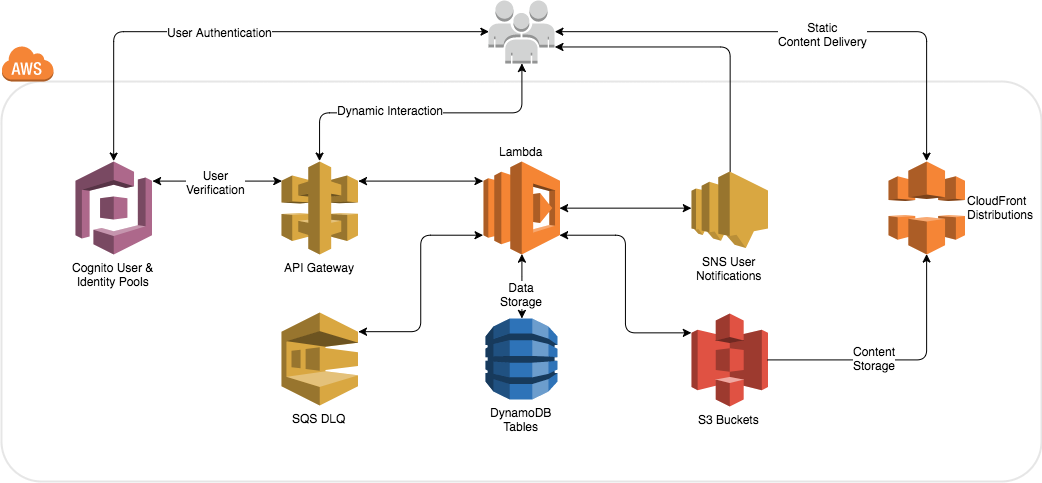 User Authentication
Static
Content Delivery
AWS
Dynamic Interaction
Lambda
User
Verification
CloudFront
Distributions
Cognito User &
Identity Pools
API Gateway
SNS User
Notifications
Data
Storage
Content
Storage
SQS DLQ
DynamoDB
Tables
S3 Buckets